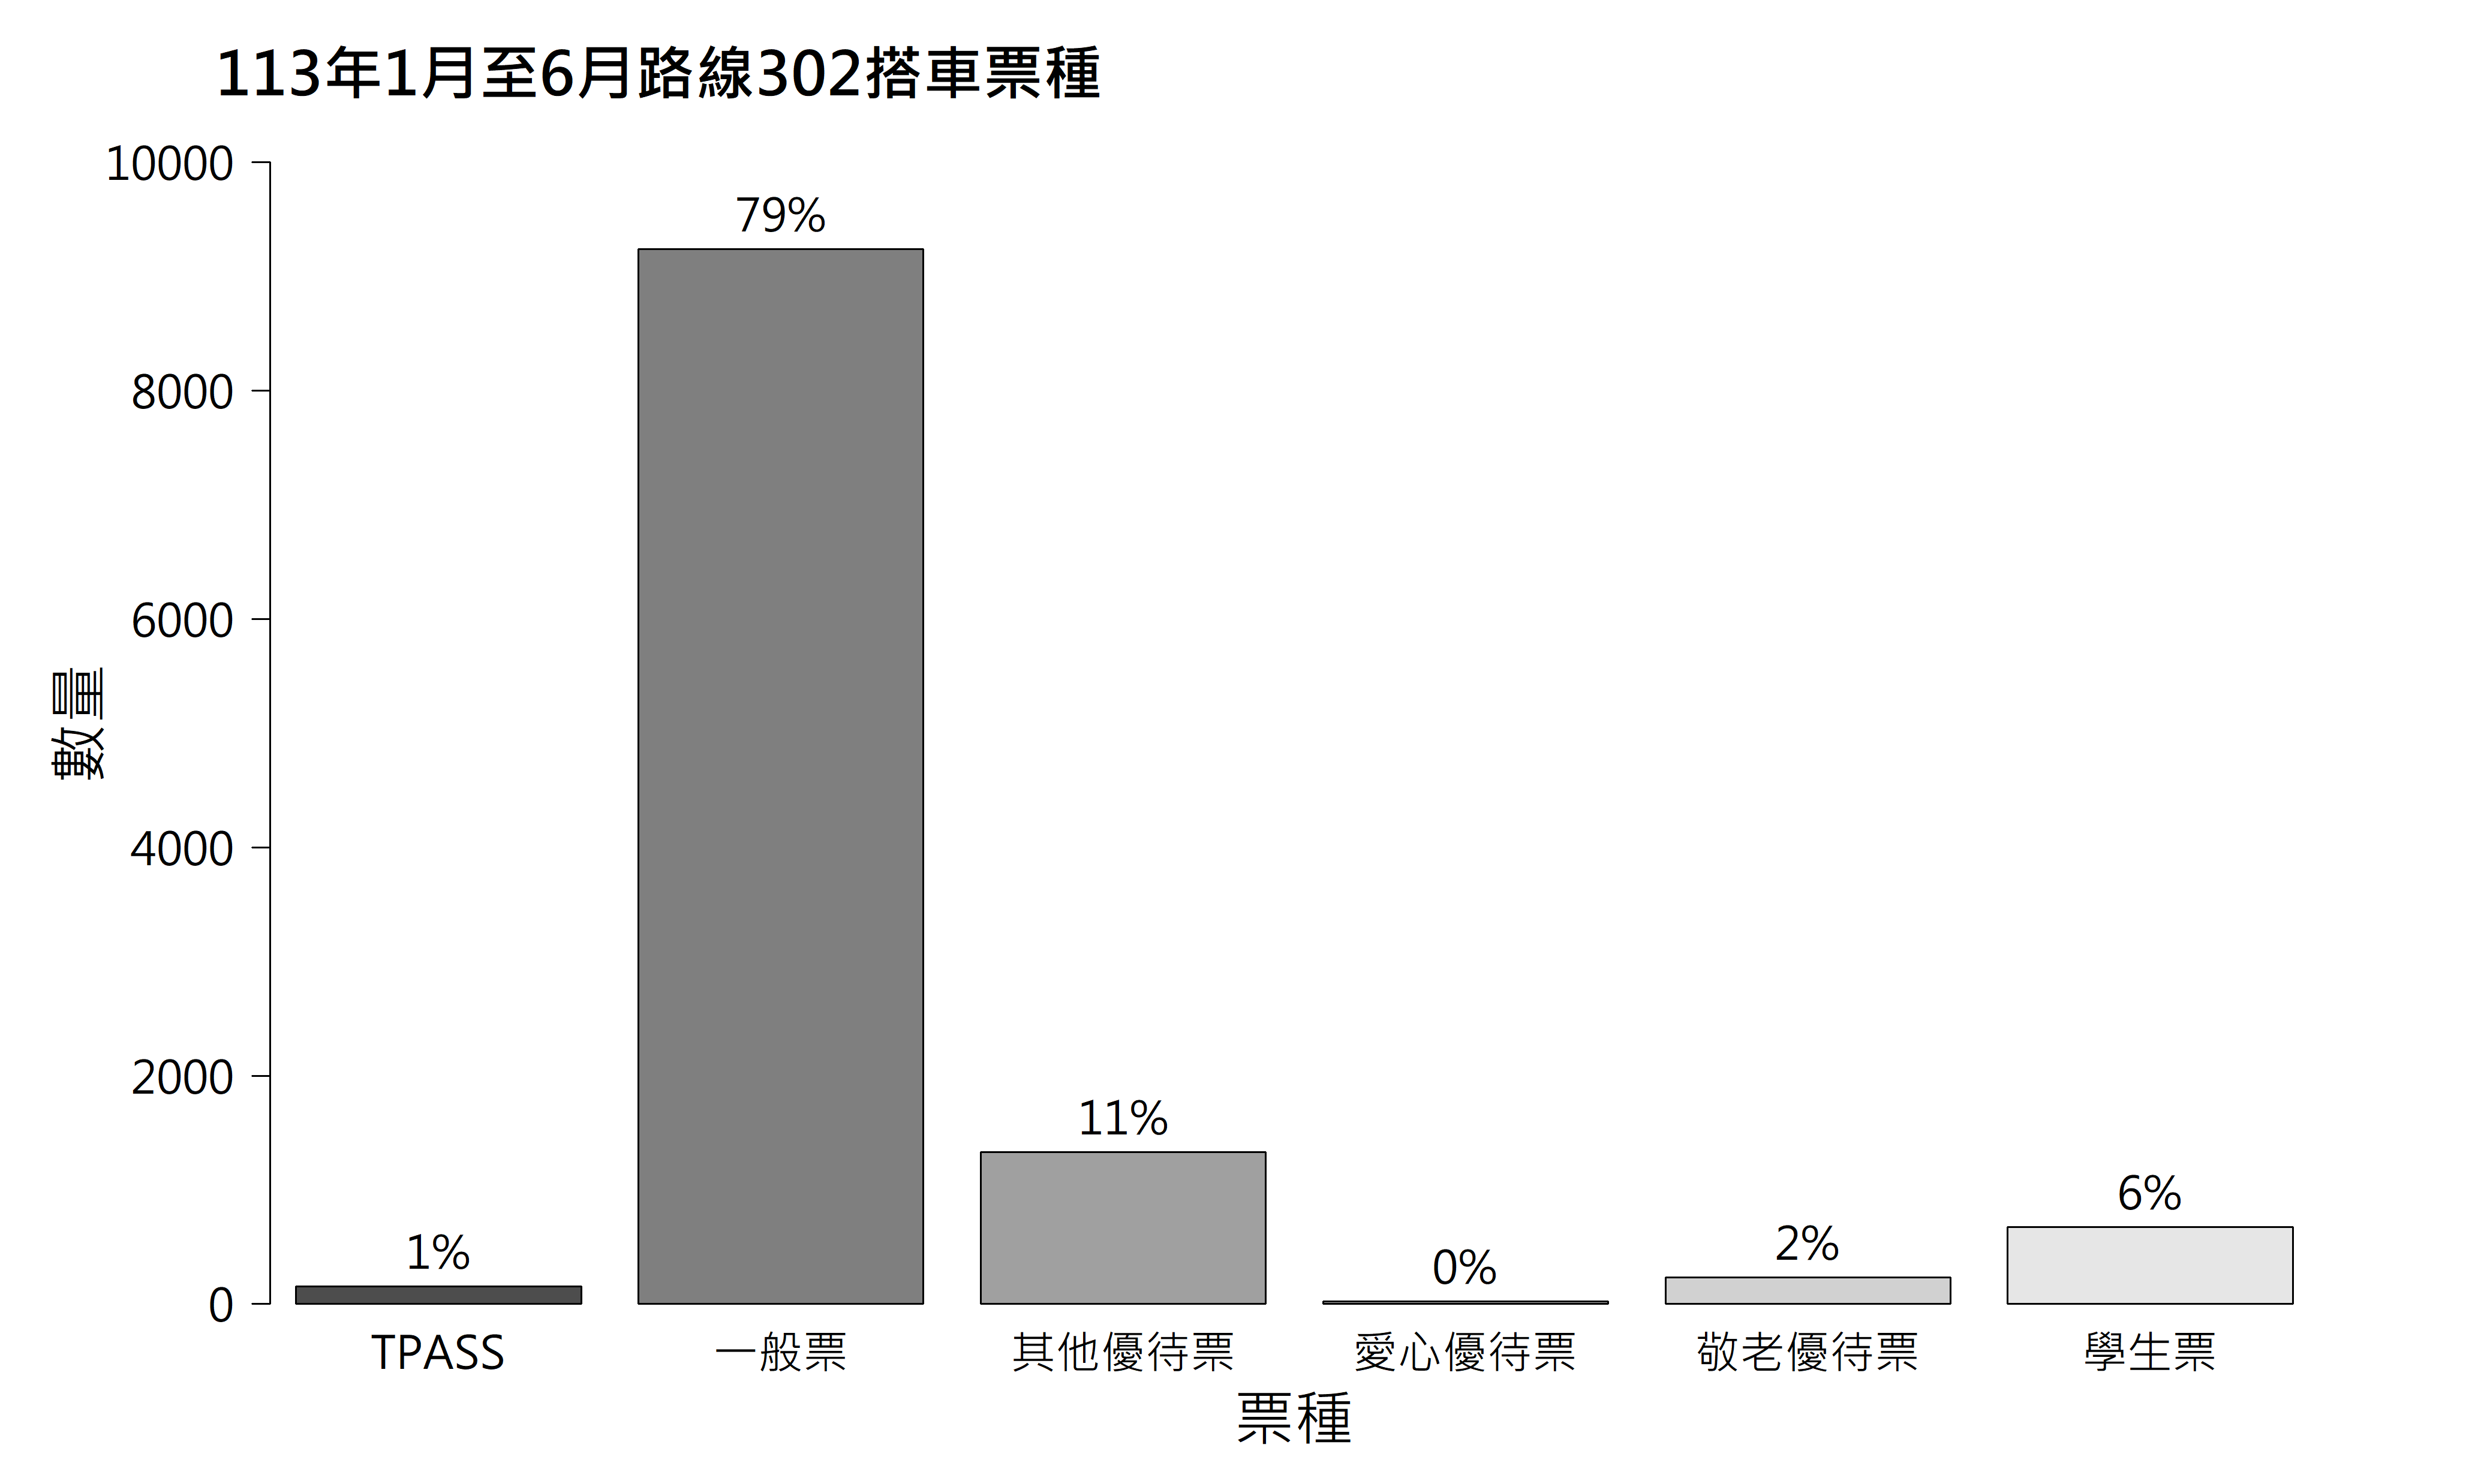 113年1月至6月路線302搭車票種
數量
10000
8000
6000
4000
2000
0
1%
79%
11%
0%
2%
6%
TPASS
一般票
其他優待票
愛心優待票
敬老優待票
學生票
票種